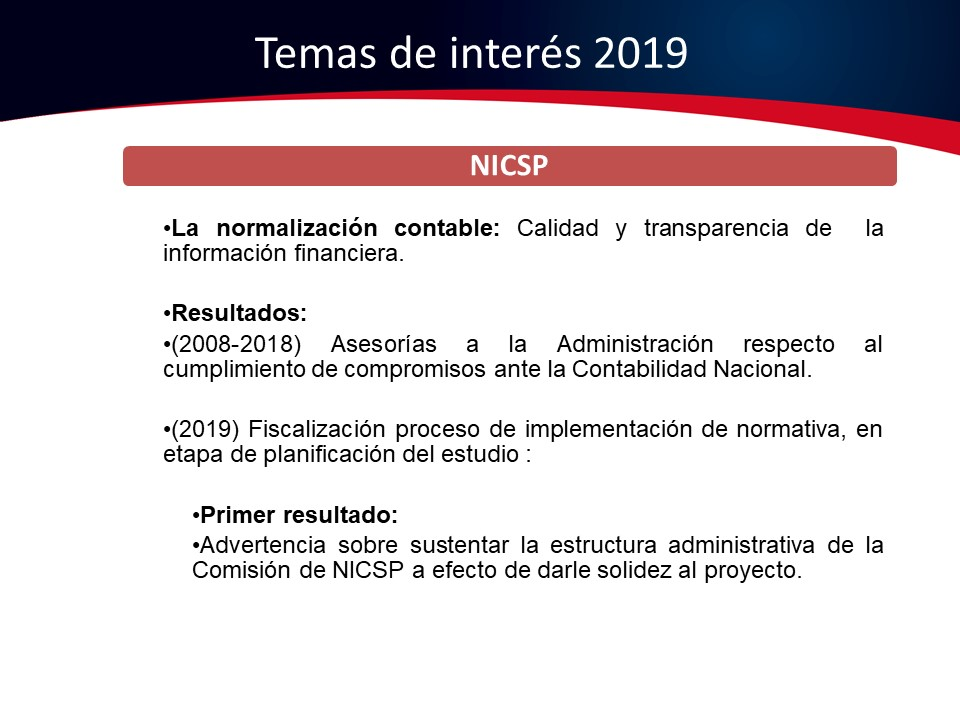 Temas de interés 2019
NICSP
•La normalización contable: Calidad y transparencia de la
información financiera.
•Resultados:
•(2008-2018) Asesorías a la Administración respecto al
cumplimiento de compromisos ante la Contabilidad Nacional.
•(2019) Fiscalización proceso de implementación de normativa, en
etapa de planificación del estudio :
•Primer resultado:
•Advertencia sobre sustentar la estructura administrativa de la
Comisión de NICSP a efecto de darle solidez al proyecto.